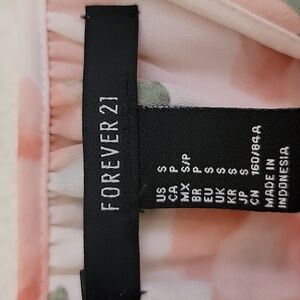 FOREVER 21
US S
CA P
MX S/P
BR P
EU S
UK S
KR S
JP S
CN 160/84A
MADE IN
INDONESIA